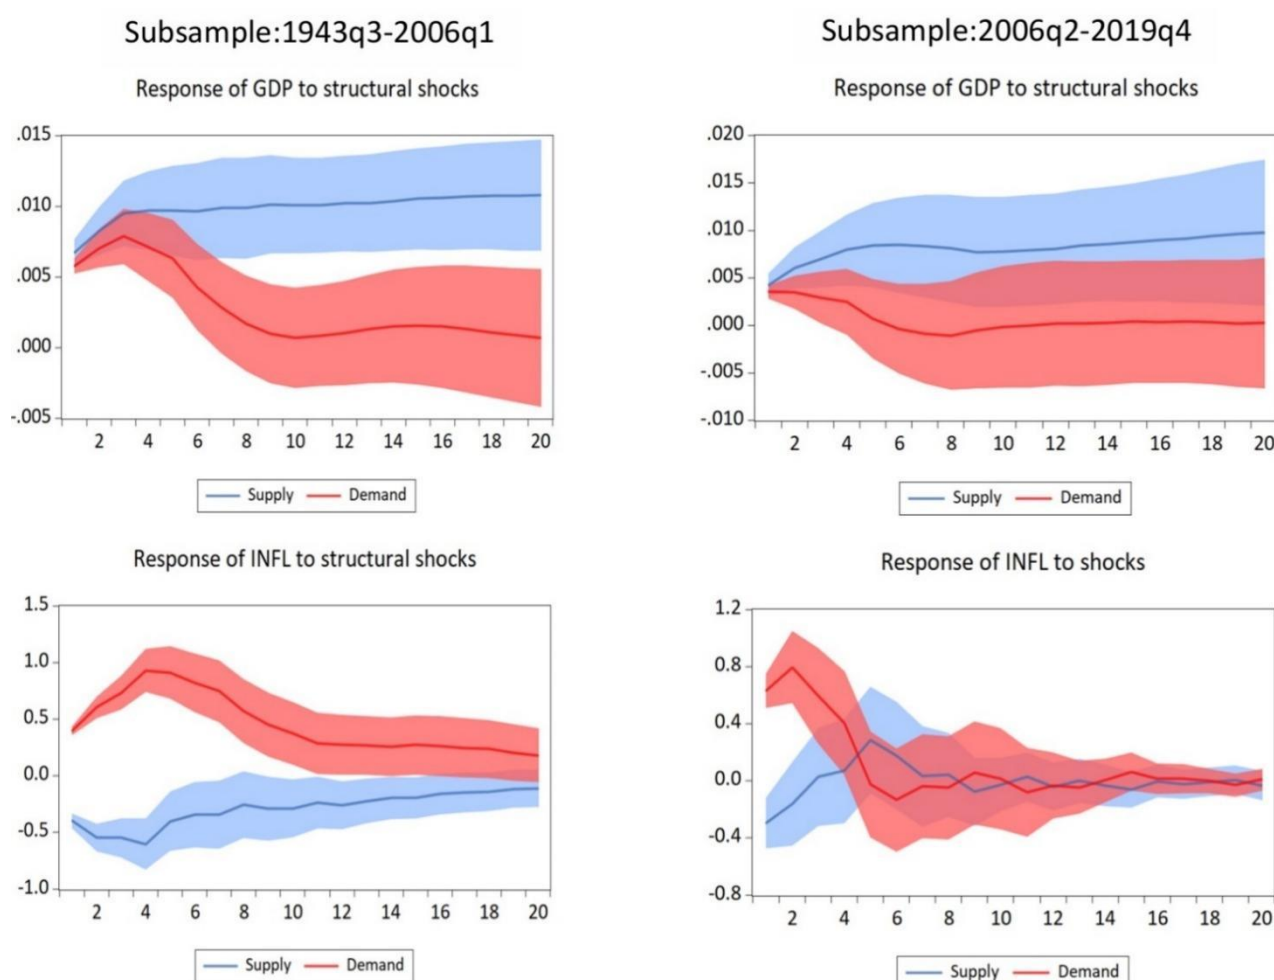 Subsample:1943q3-2006q1
Response of GDP to structural shocks
.015
.010
.005
.000
-.005
2 4 6 8 10 12 14 16 18 20
Supply Demand
Response of INFL to structural shocks
1.5
1.0
0.5
0.0
-0.5
-1.0
2 4 6 8 10 12 14 16 18 20
Supply Demand
Subsample:2006q2-2019q4
Response of GDP to structural shocks
.020
.015
.010
.005
.000
-.005
-.010
2 4 6 8 10 12 14 16 18 20
Supply Demand
Response of INFL to shocks
1.2
0.8
0.4
0.0
-0.4
-0.8
2 4 6 8 10 12 14 16 18 20
Supply Demand